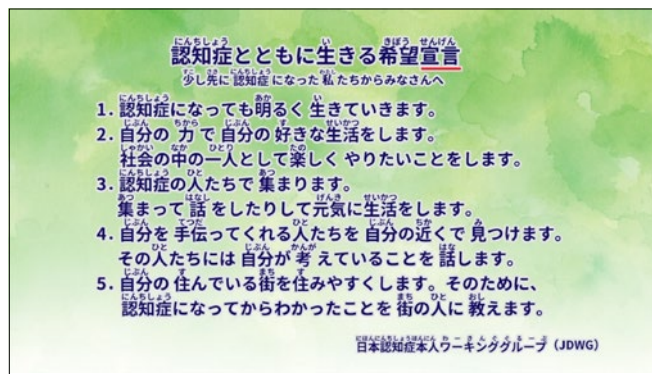 認知症とともに生きる希望宣言
少し先に認知症になった私たちからみなさんへ
1. 認知症になっても明るく生きていきます。
2. 自分の力で自分の好きな生活をします。
社会の中の一人として楽しくやりたいことをします。
3. 認知症の人たちで集まります。
集まって話をしたりして元気に生活をします。
4. 自分を手伝ってくれる人たちを自分の近くで見つけます。
その人たちには自分が考えていることを話します。
5. 自分の住んでいる街を住みやすくします。そのために、
認知症になってからわかったことを街の人に教えます。
日本認知症本人ワーキンググループ（JDWG）